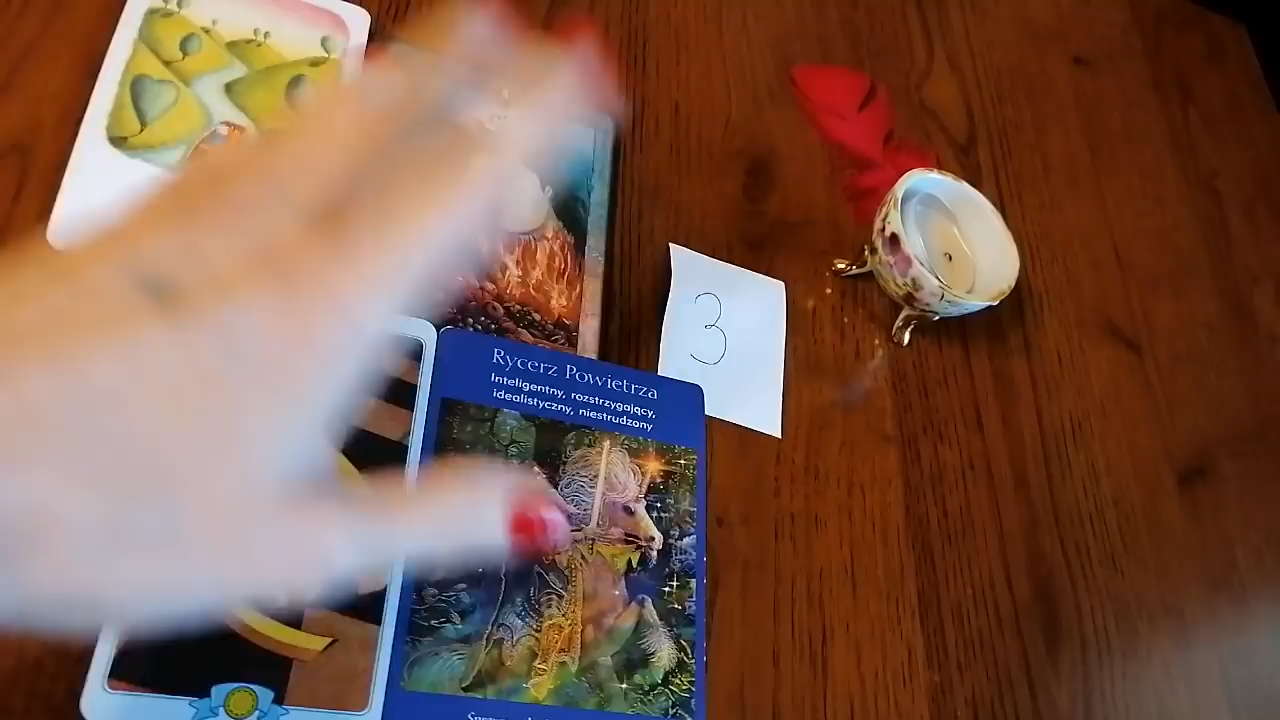 3
Rycerz Powietrza
Inteligentny, rozstrzygający,
idealistyczny, niestrudzony